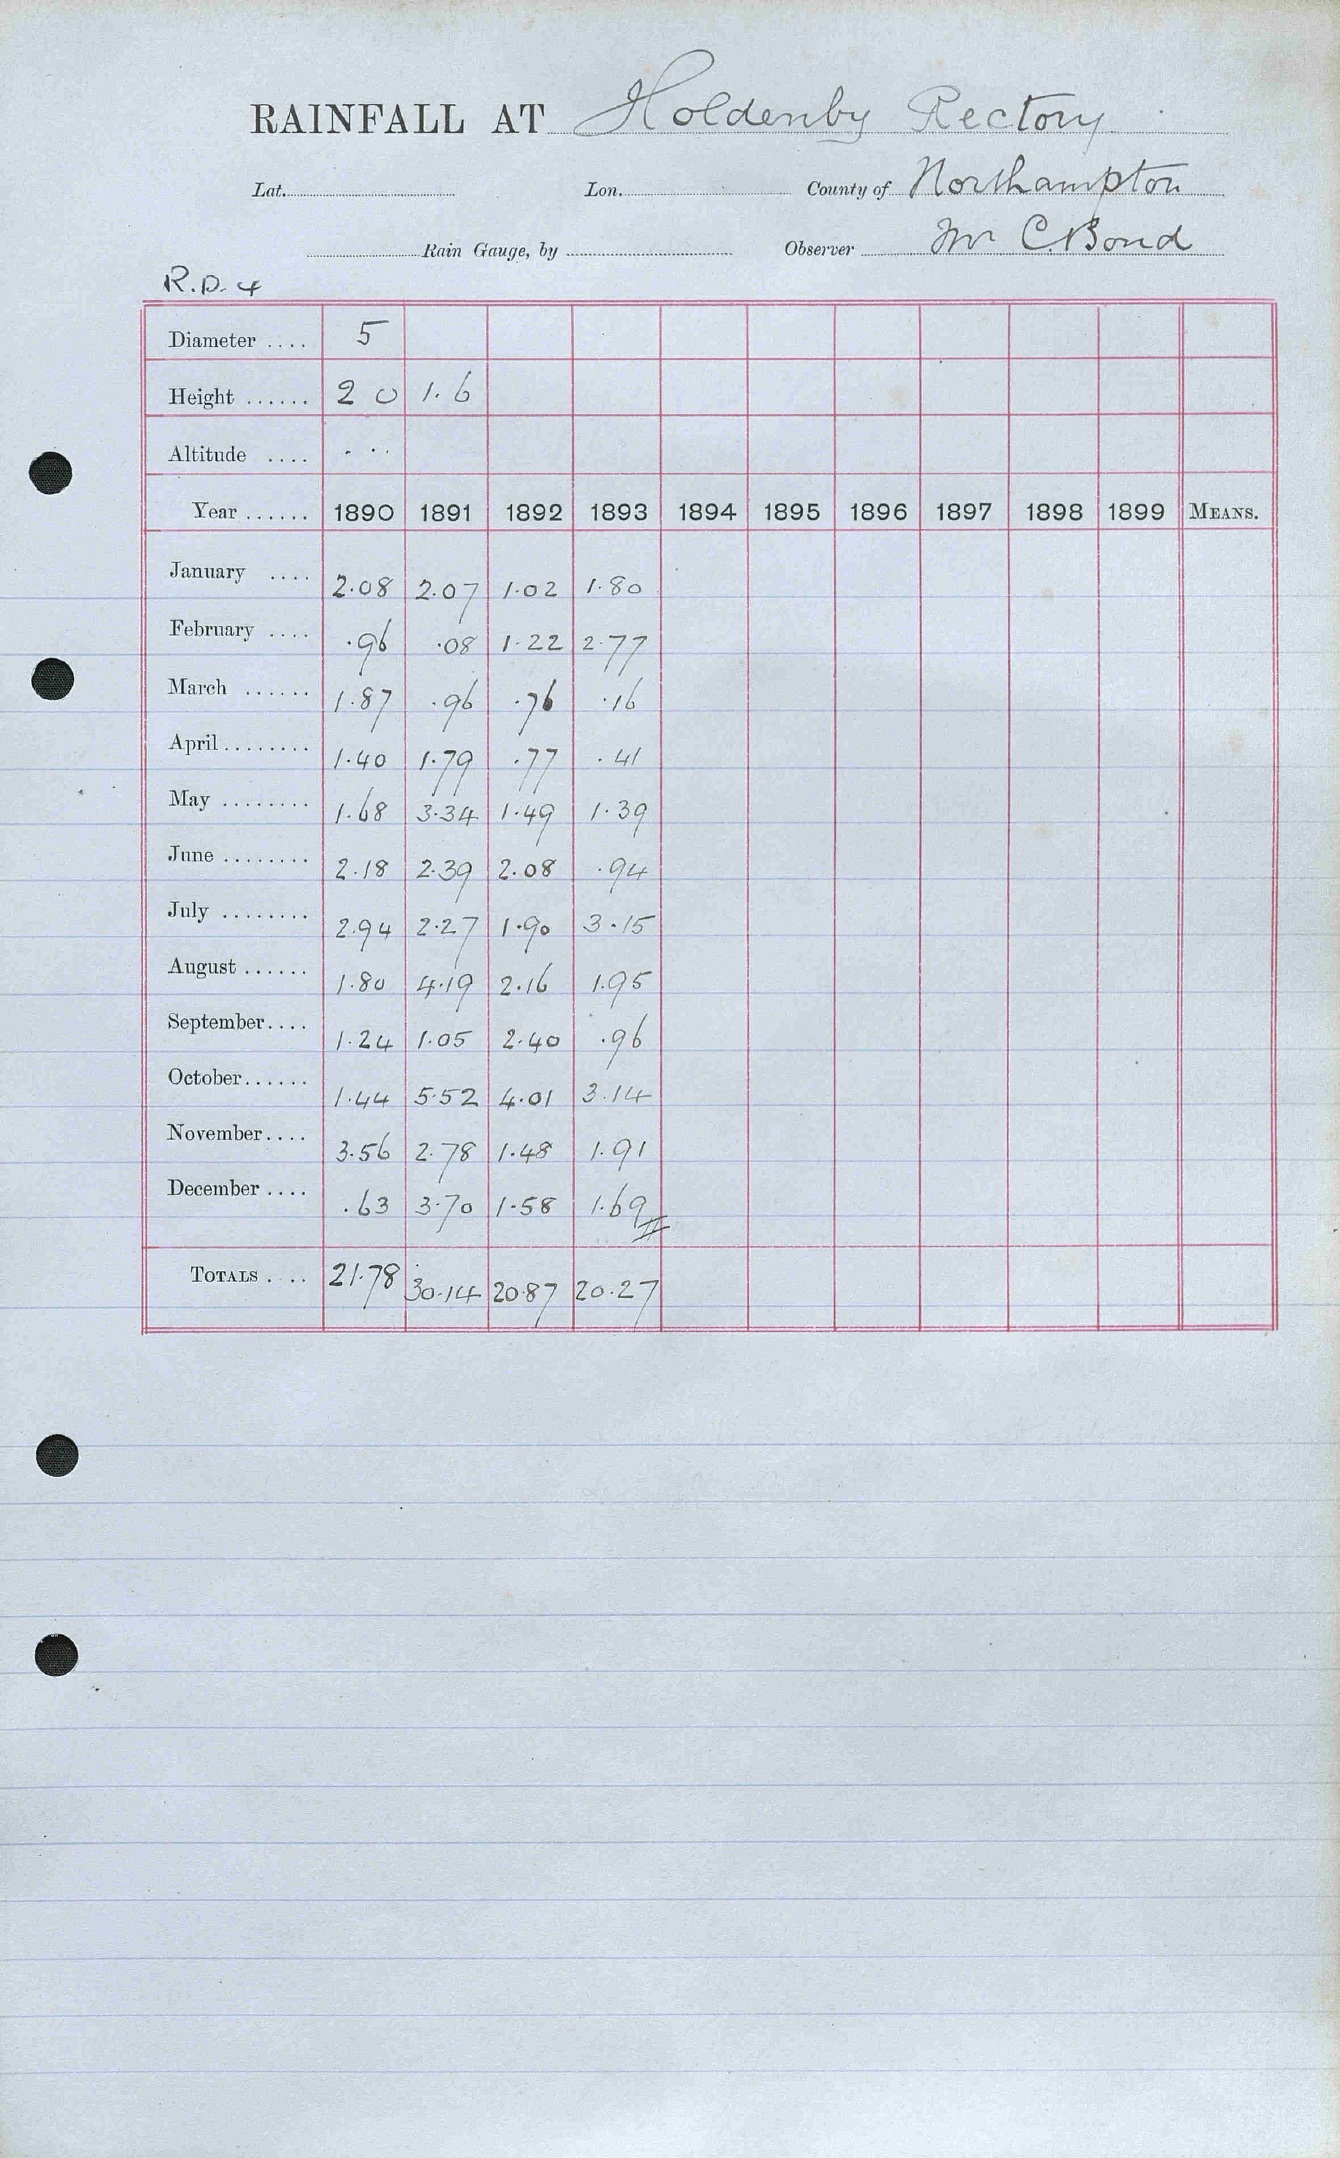 RAINFALL AT Holdenby Rectory
Lat. Lon. County of Northampton
Rain Gauge, by Observer Mr C. Bond
R.D. 4
Diameter .... 5
Height ...... 2 0 1.6
Altitude .... ...
Year ...... 1890 1891 1892 1893 1894 1895 1896 1897 1898 1899 MEANS.
January .... 2.08 2.07 1.02 1.80
February .... .96 .08 1.22 2.77
March ...... 1.87 .96 .76 .16
April ........ 1.40 1.79 .77 .41
May ........ 1.68 3.34 1.49 1.39
June ........ 2.18 2.39 2.08 .94
July ........ 2.94 2.27 1.90 3.15
August ...... 1.80 4.19 2.16 1.95
September.... 1.24 1.05 2.40 .96
October...... 1.44 5.52 4.01 3.14
November.... 3.56 2.78 1.48 1.91
December .... .63 3.70 1.58 1.69
TOTALS .... 21.78 30.14 20.87 20.27